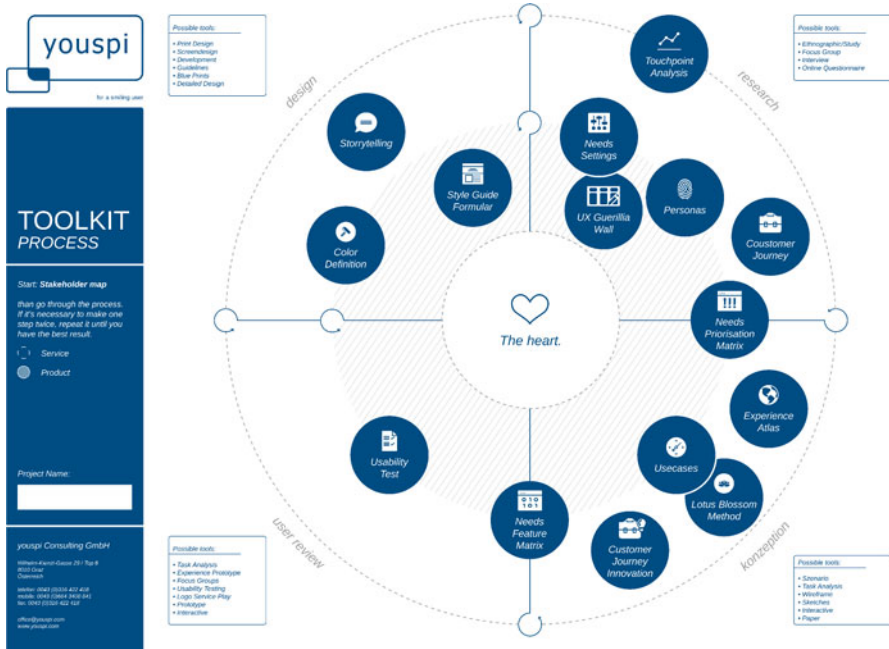 youspi
for a smiling user
TOOLKIT
PROCESS
Start: Stakeholder map
than go through the process.
If it's necessary to make one
step twice, repeat it until you
have the best result.
Service
Product
Project Name:
youspi Consulting GmbH
8010 Graz
Österreich
office@youspi.com
www.youspi.com
Possible tools:
• Print Design
• Screendesign
• Development
• Guidelines
• Blue Prints
• Detailed Design
design
Storrytelling
Color
Definition
Style Guide
Formular
Possible tools:
• Ethnographic/Study
• Focus Group
• Interview
• Online Questionnaire
research
Touchpoint
Analysis
Needs
Settings
UX Guerillia
Wall
Personas
Coustomer
Journey
Needs
Priorisation
Matrix
The heart.
Experience
Atlas
Usecases
Lotus Blossom
Method
Customer
Journey
Innovation
Needs
Feature
Matrix
konzeption
Possible tools:
• Szenario
• Task Analysis
• Wireframe
• Sketches
• Interactive
• Paper
Usability
Test
user review
Possible tools:
• Task Analysis
• Experience Prototype
• Focus Groups
• Usability Testing
• Logo Service Play
• Prototype
• Interactive